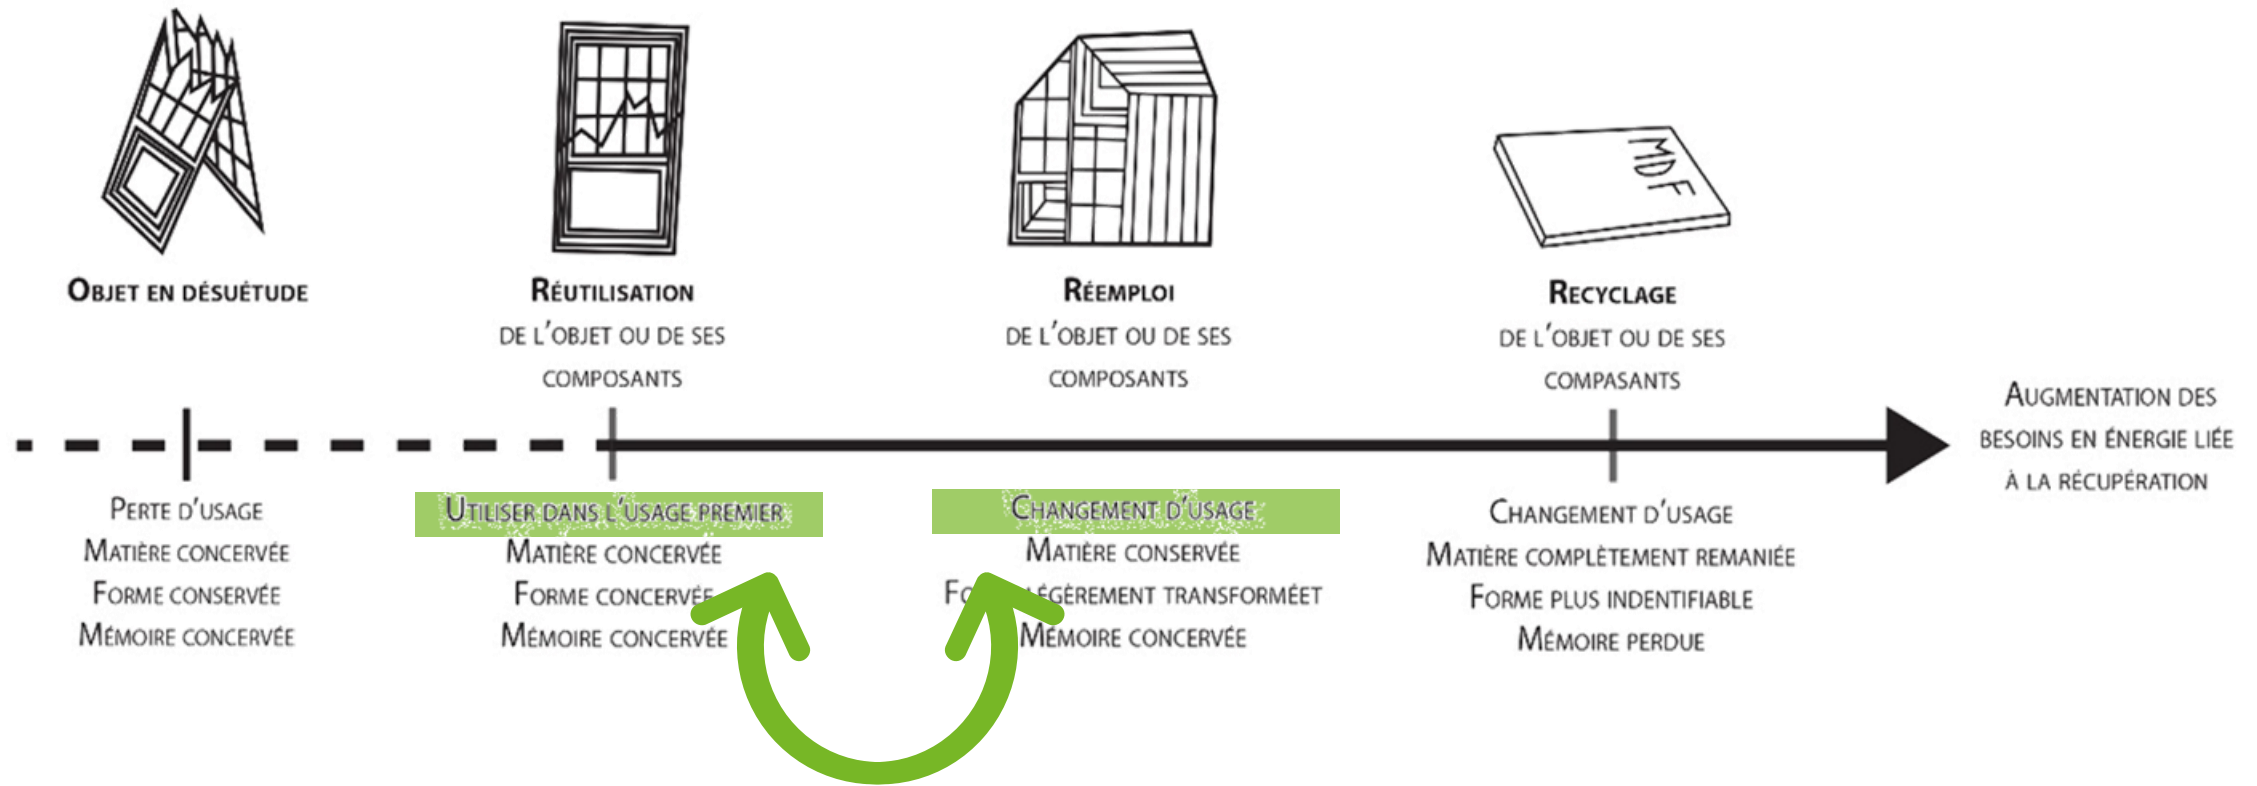 MDF
OBJET EN DÉSUÉTUDE
PERTE D'USAGE
MATIÈRE CONCERVÉE
FORME CONSERVÉE
MÉMOIRE CONCERVÉE
RÉUTILISATION
DE L'OBJET OU DE SES
COMPOSANTS
UTILISER DANS L'USAGE PREMIER
MATIÈRE CONCERVÉE
FORME CONCERVÉE
MÉMOIRE CONCERVÉE
RÉEMPLOI
DE L'OBJET OU DE SES
COMPOSANTS
CHANGEMENT D'USAGE
MATIÈRE CONSERVÉE
LÉGÈREMENT TRANSFORMÉET
MÉMOIRE CONCERVÉE
RECYCLAGE
DE L'OBJET OU DE SES
COMPASANTS
CHANGEMENT D'USAGE
MATIÈRE COMPLÈTEMENT REMANIÉE
FORME PLUS INDENTIFIABLE
MÉMOIRE PERDUE
AUGMENTATION DES
BESOINS EN ÉNERGIE LIÉE
À LA RÉCUPÉRATION